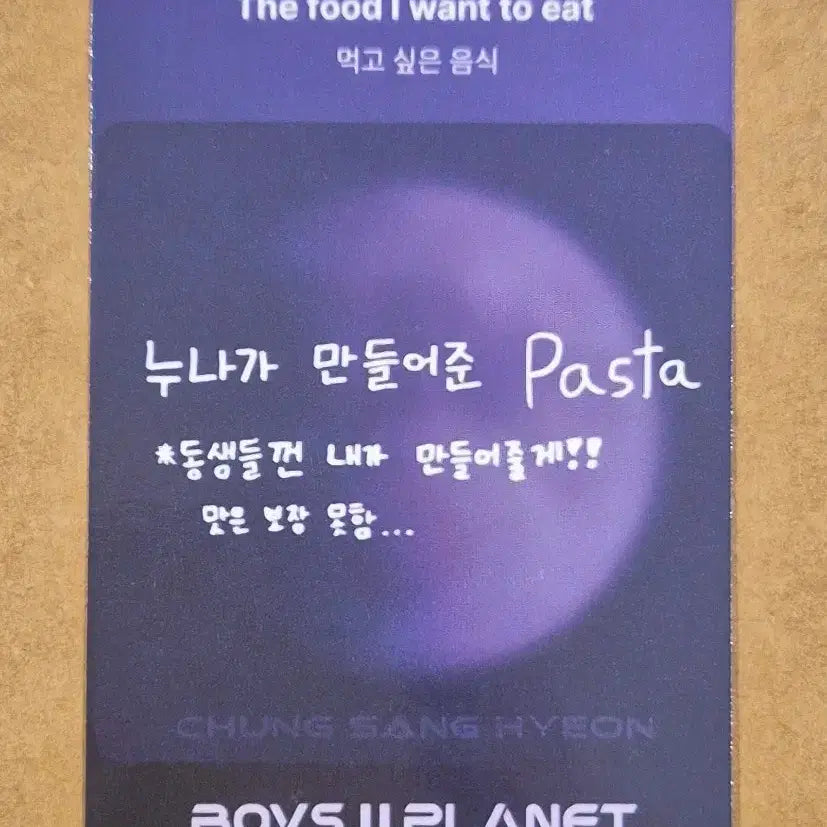 The food I want to eat
먹고 싶은 음식
누나가 만들어준 Pasta
*동생들껀 내가 만들어줄게!!
맛은 보장 못함...
CHUNG SANG HYEON
BOYS II PLANET